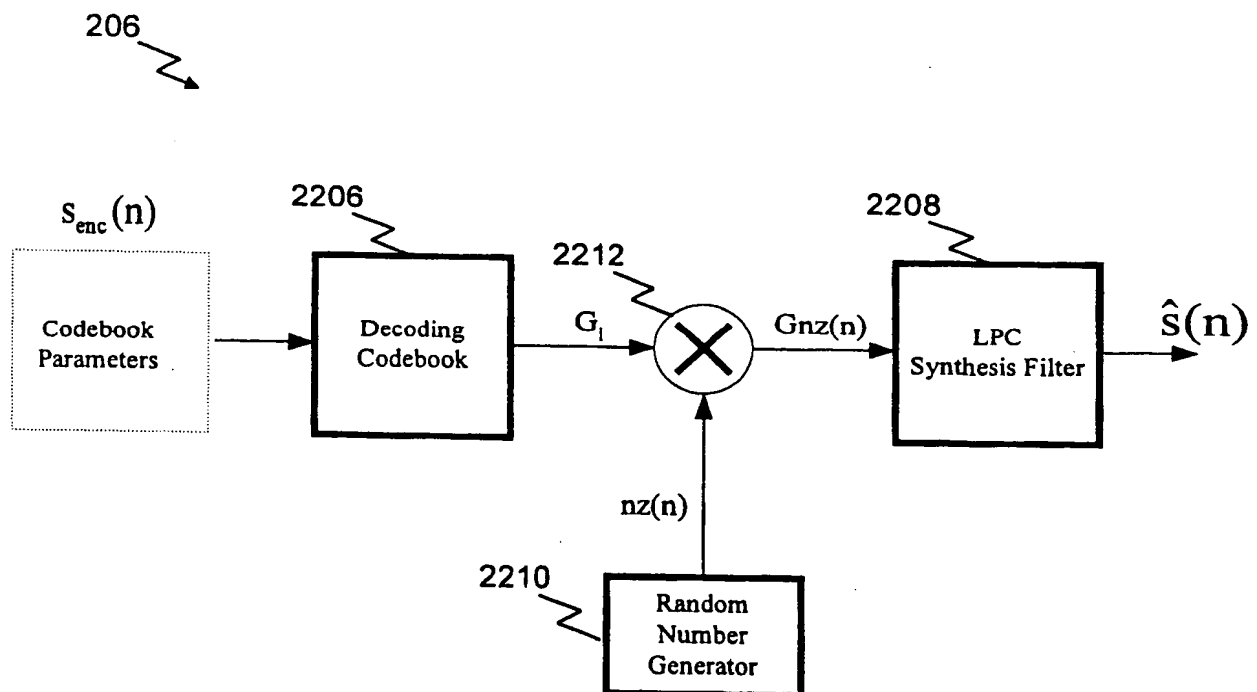 206
s_enc(n)
2206
2212
2208
Codebook
Parameters
Decoding
Codebook
G_1
Gnz(n)
LPC
Synthesis Filter
ŝ(n)
nz(n)
2210
Random
Number
Generator